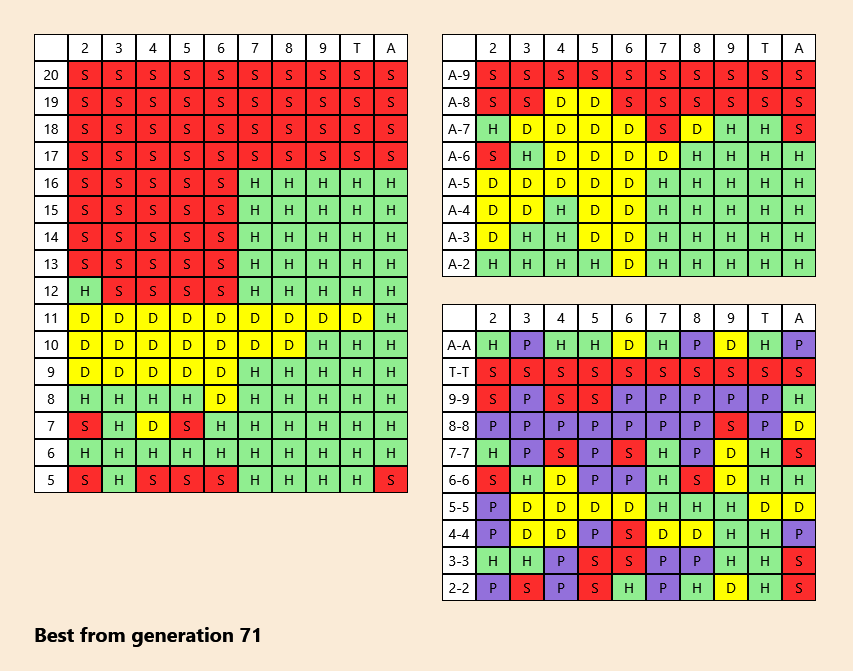 2 3 4 5 6 7 8 9 T A
20 S S S S S S S S S S
19 S S S S S S S S S S
18 S S S S S S S S S S
17 S S S S S S S S S S
16 S S S S S H H H H H
15 S S S S S H H H H H
14 S S S S S H H H H H
13 S S S S S H H H H H
12 H S S S S H H H H H
11 D D D D D D D D D H
10 D D D D D D D H H H
9 D D D D D H H H H H
8 H H H H D H H H H H
7 S H D S H H H H H H
6 H H H H H H H H H H
5 S H S S S H H H H S
2 3 4 5 6 7 8 9 T A
A-9 S S S S S S S S S S
A-8 S S D D S S S S S S
A-7 H D D D D S D H H S
A-6 S H D D D D H H H H
A-5 D D D D D H H H H H
A-4 D D H D D H H H H H
A-3 D H H D D H H H H H
A-2 H H H H D H H H H H
2 3 4 5 6 7 8 9 T A
A-A H P H H D H P D H P
T-T S S S S S S S S S S
9-9 S P S S P P P P P H
8-8 P P P P P P P S P D
7-7 H P S P S H P D H S
6-6 S H D P P H S D H H
5-5 P D D D D H H H D D
4-4 P D D P S D D H H P
3-3 H H P S S P P H H S
2-2 P S P S H P H D H S
Best from generation 71